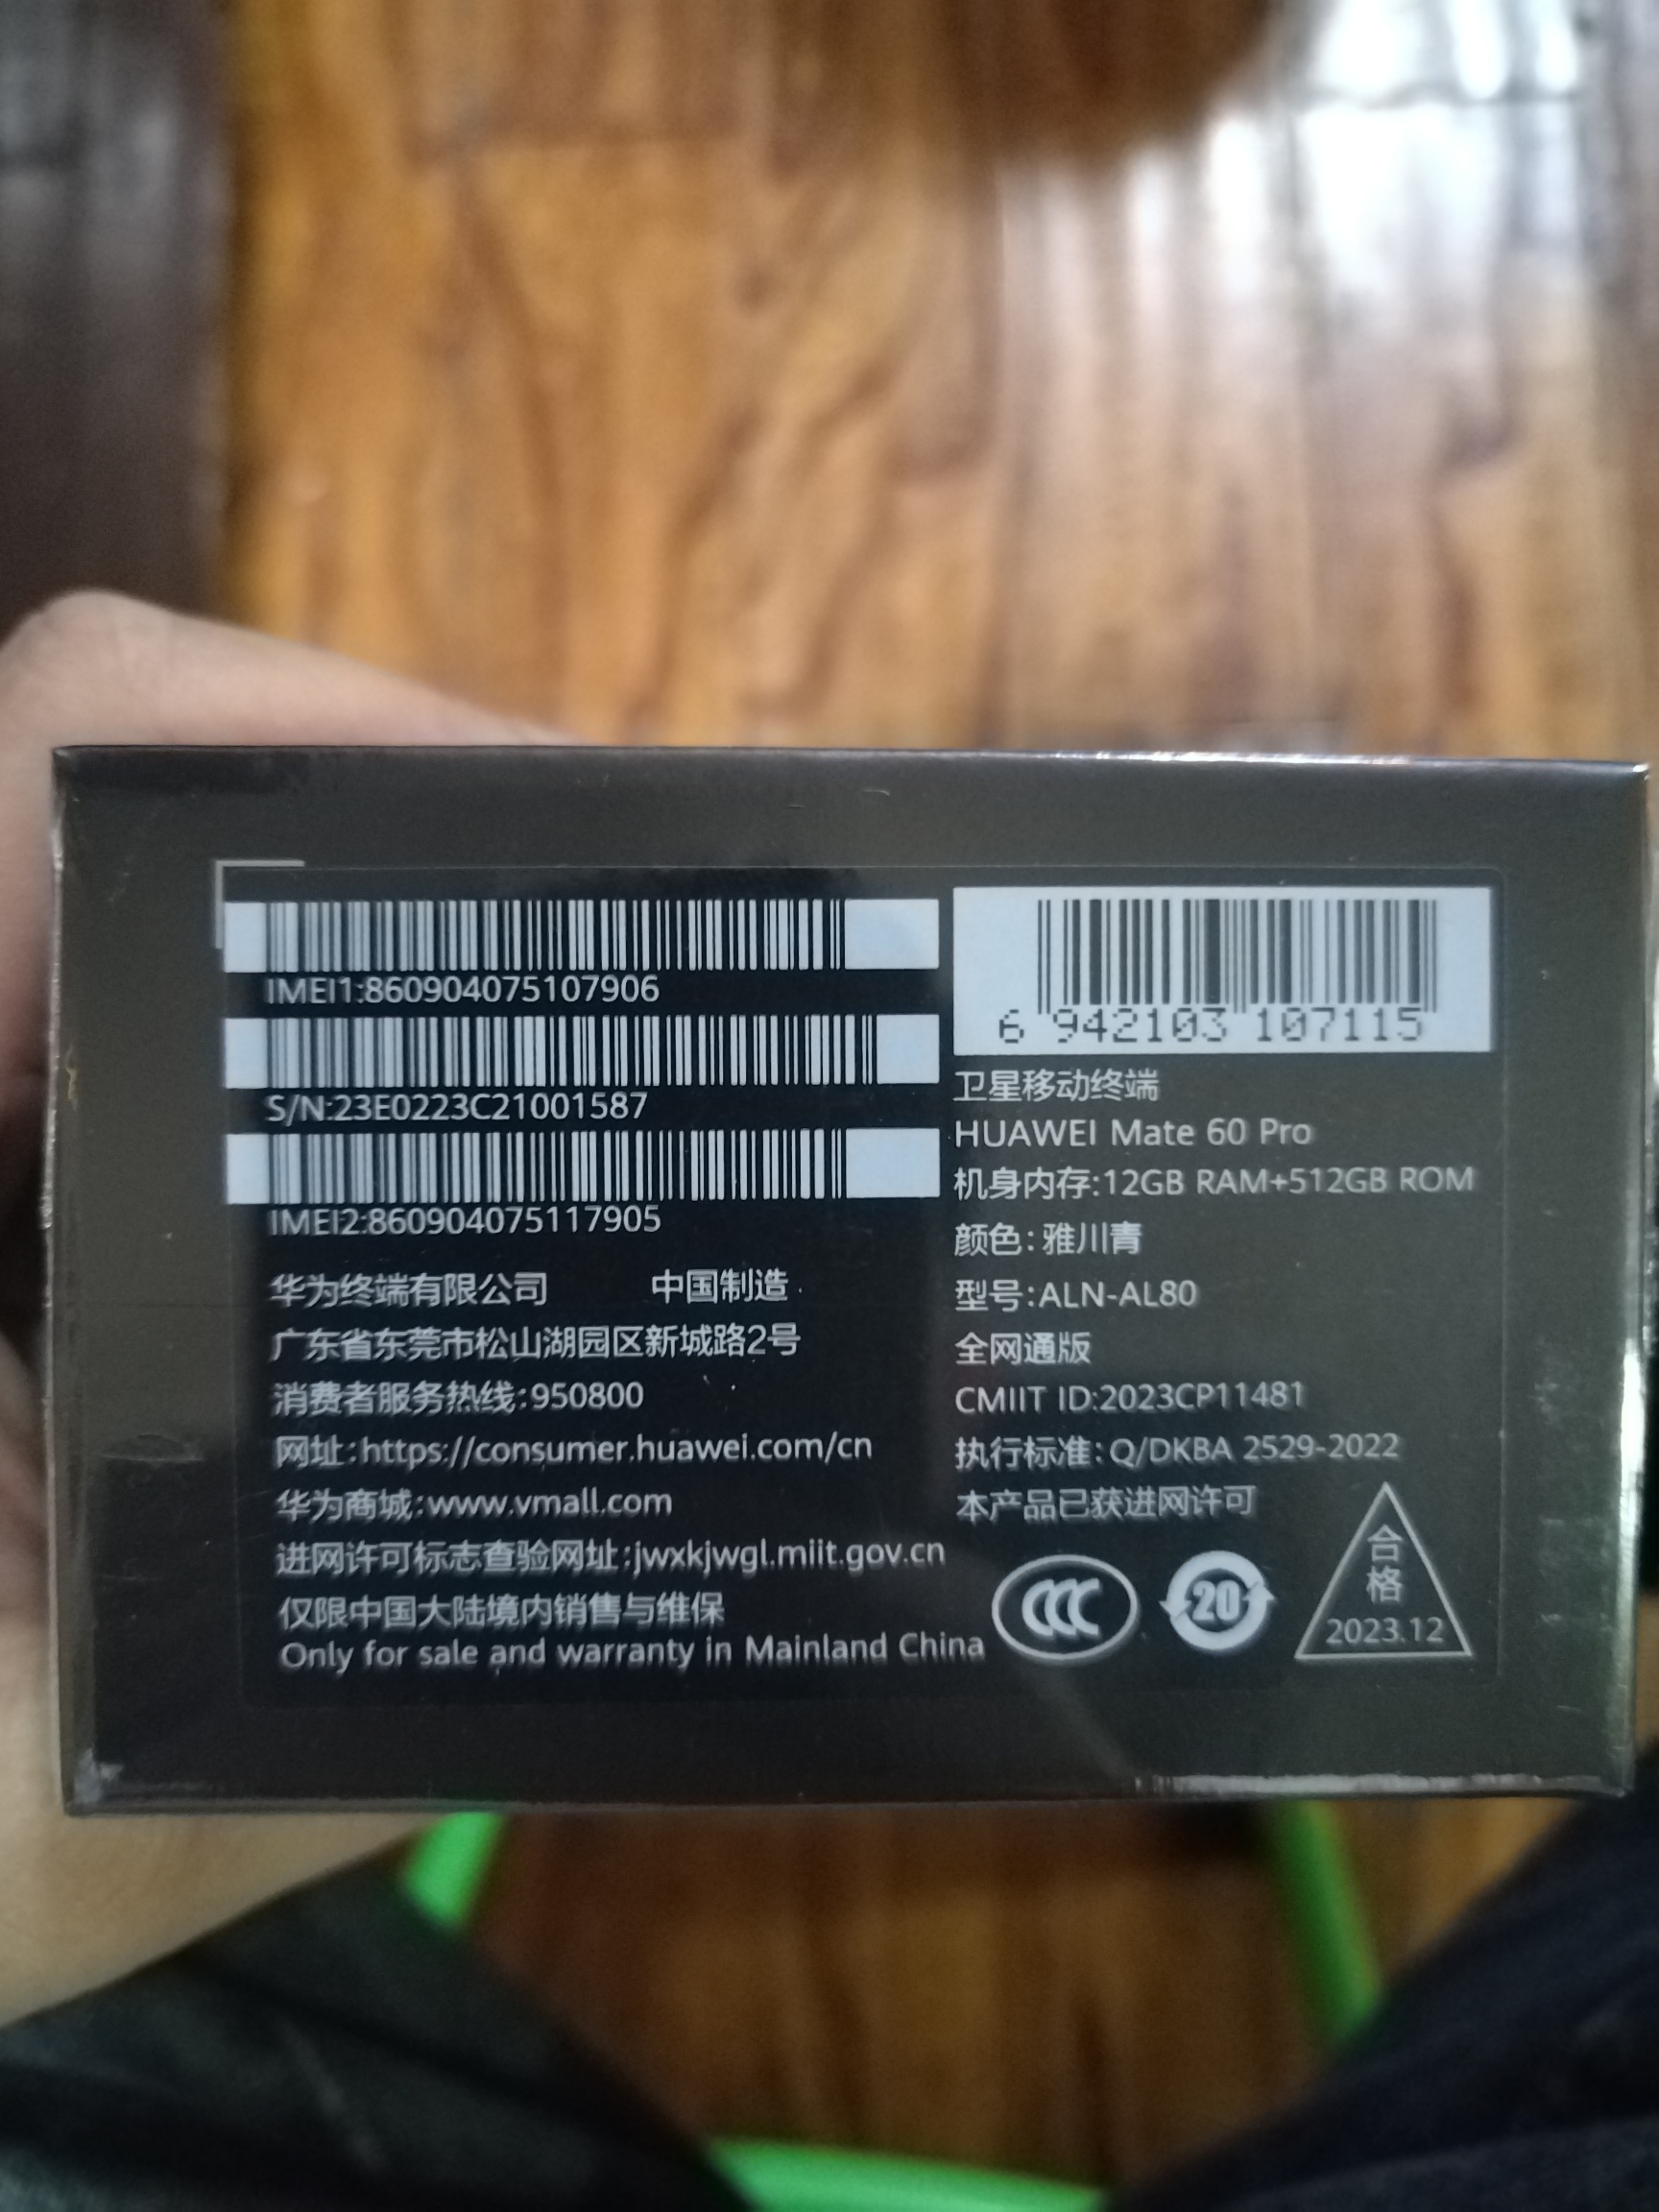 IMEI1:860904075107906
S/N:23E0223C21001587
IMEI2:860904075117905
华为终端有限公司 中国制造
广东省东莞市松山湖园区新城路2号
消费者服务热线:950800
网址:https://consumer.huawei.com/cn
华为商城:www.vmall.com
进网许可标志查验网址:jwxkjwgl.miit.gov.cn
仅限中国大陆境内销售与维保
Only for sale and warranty in Mainland China
6 942103 107115
卫星移动终端
HUAWEI Mate 60 Pro
机身内存:12GB RAM+512GB ROM
颜色:雅川青
型号:ALN-AL80
全网通版
CMIIT ID:2023CP11481
执行标准:Q/DKBA 2529-2022
本产品已获进网许可
CCC
20
合格
2023.12